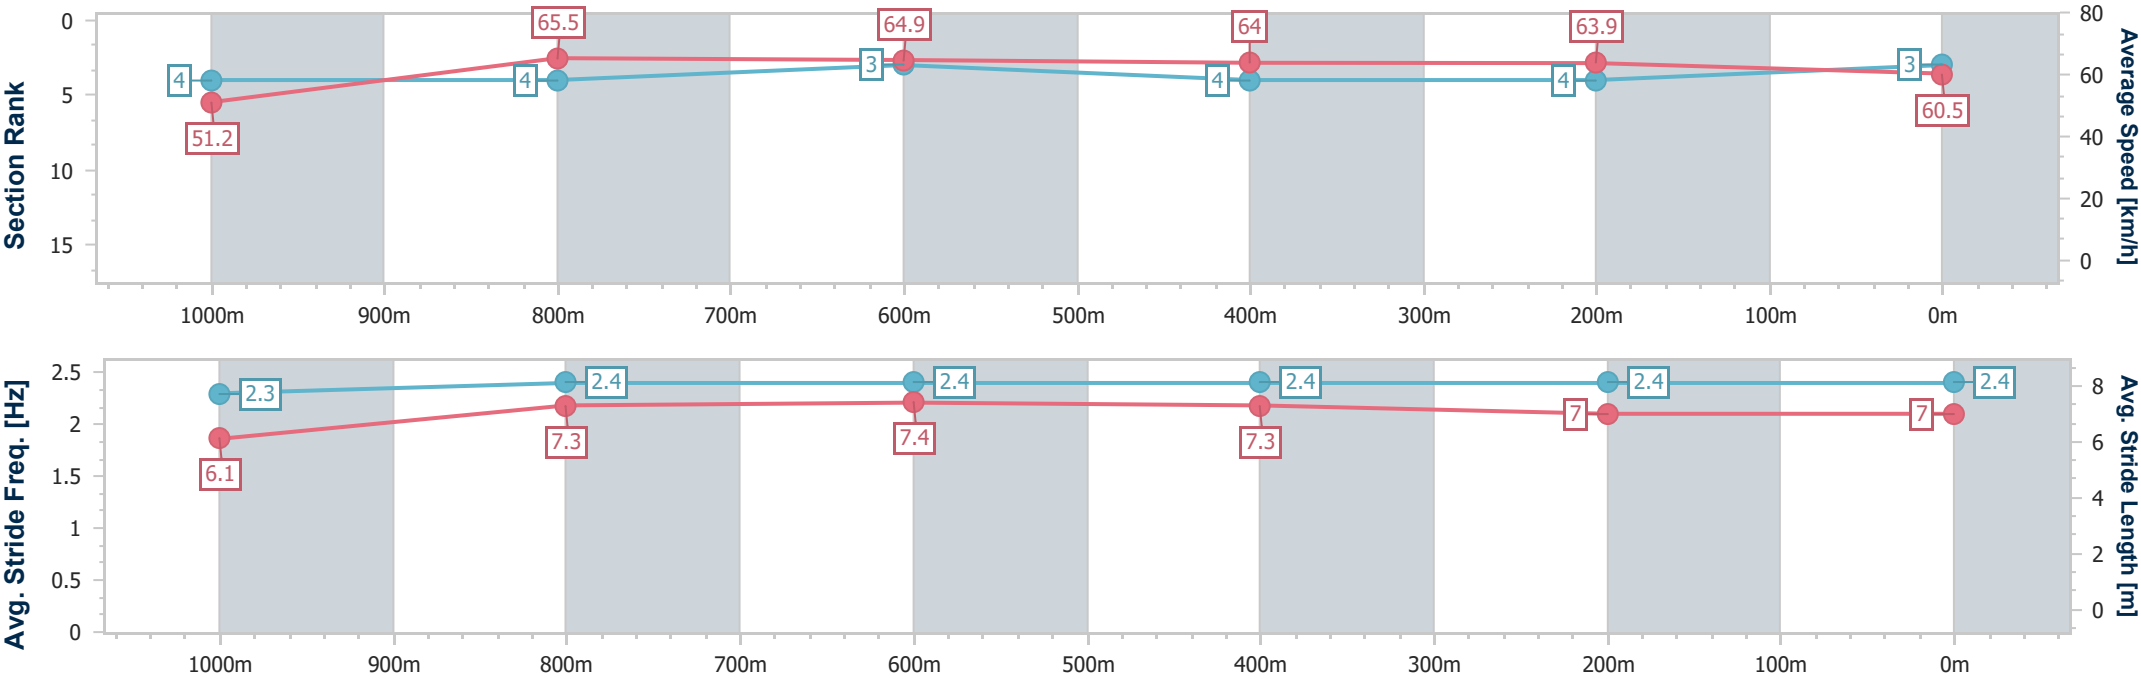 Section Rank
0
5
10
15
65.5
64.9
64
63.9
4
4
3
4
4
3
51.2
60.5
80
60
40
20
0
Average Speed [km/h]
1000m
900m
800m
700m
600m
500m
400m
300m
200m
100m
0m
Avg. Stride Freq. [Hz]
2.5
2
1.5
1
0.5
0
2.3
2.4
2.4
2.4
2.4
2.4
6.1
7.3
7.4
7.3
7
7
8
6
4
2
0
Avg. Stride Length [m]
1000m
900m
800m
700m
600m
500m
400m
300m
200m
100m
0m